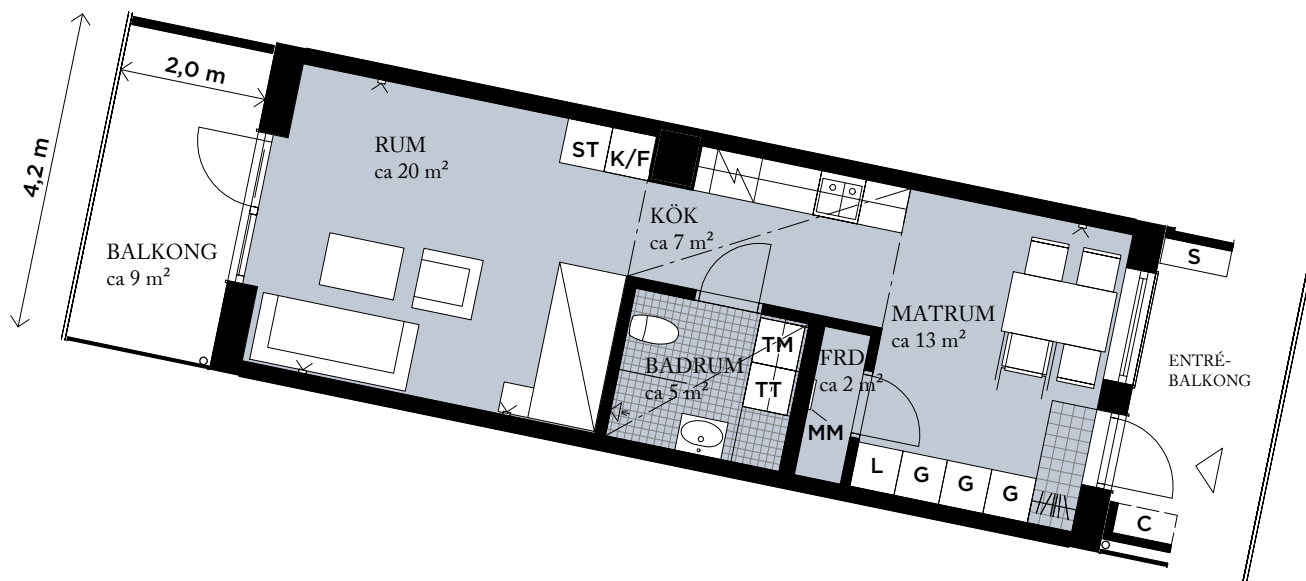 2,0 m
4,2 m
RUM
ca 20 m²
BALKONG
ca 9 m²
ST
K/F
KÖK
ca 7 m²
BADRUM
ca 5 m²
TM
TT
FRD
ca 2 m²
MM
MATRUM
ca 13 m²
L
G
G
G
S
ENTRÉ-
BALKONG
C